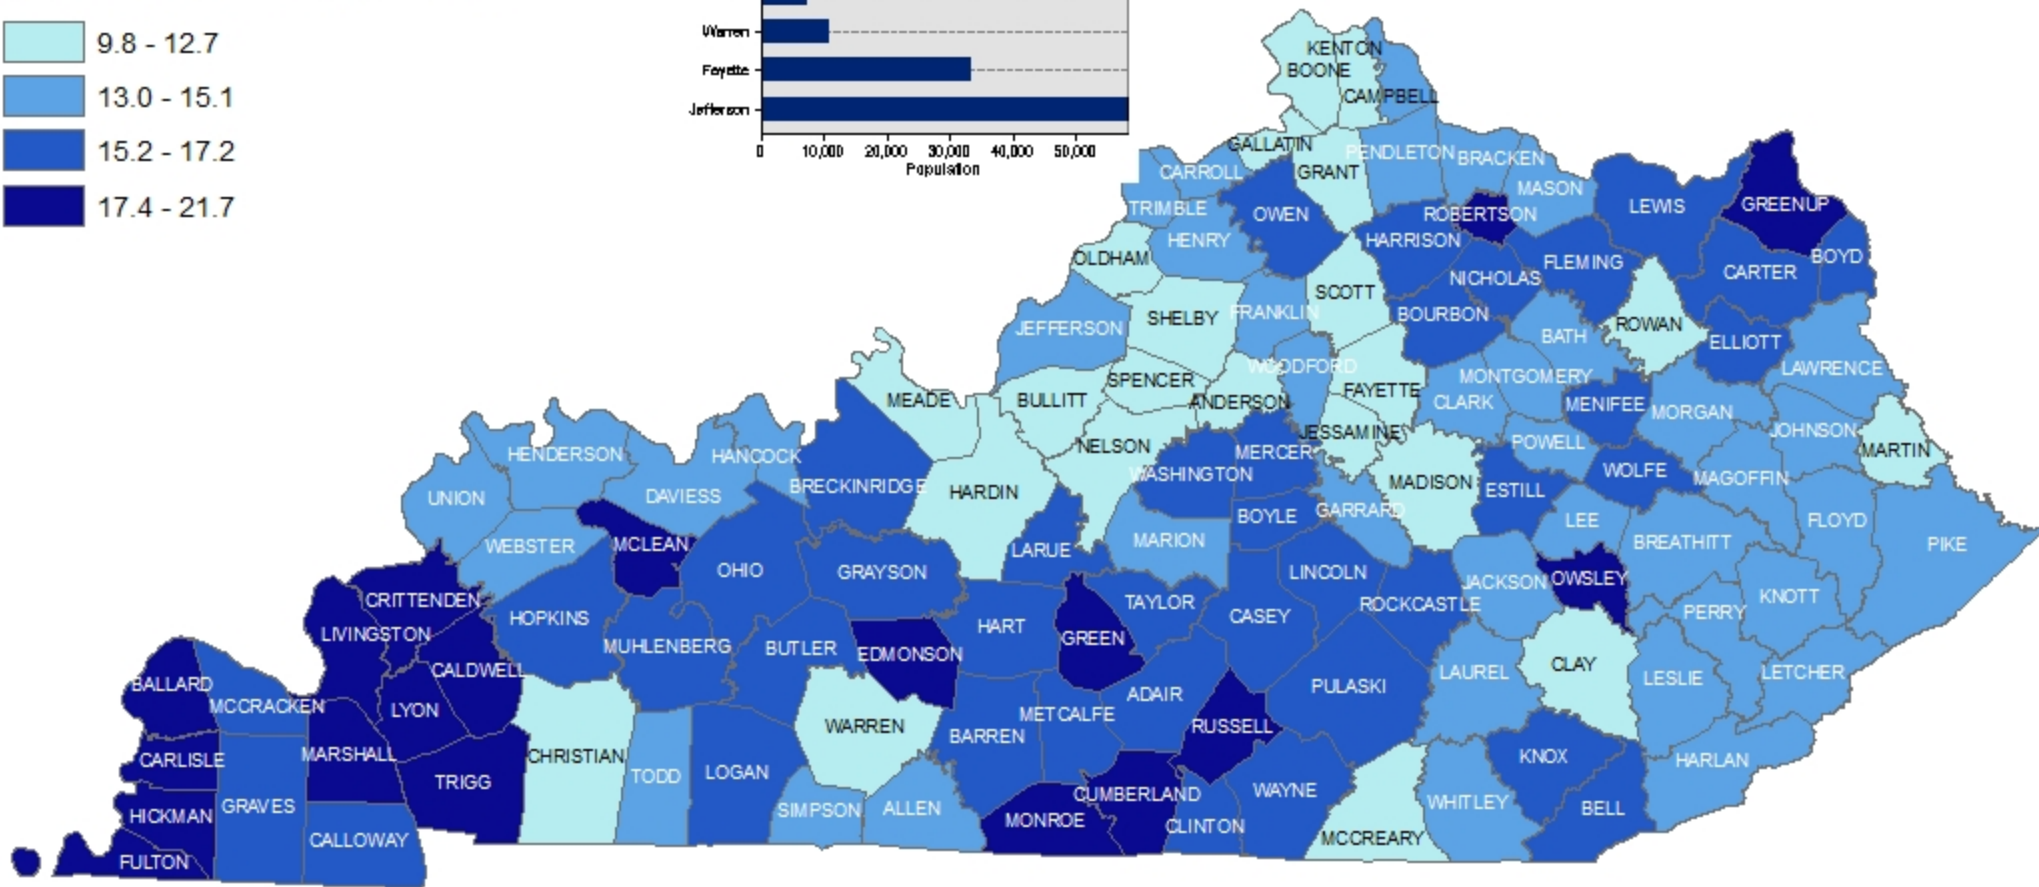 9.8 - 12.7
13.0 - 15.1
15.2 - 17.2
17.4 - 21.7
Warren
Fayette
Jefferson
0 10,000 20,000 30,000 40,000 50,000
Population
KENTON
BOONE
CAMPBELL
GALLATIN
PENDLETON
BRACKEN
CARROLL
GRANT
MASON
TRIMBLE
OWEN
ROBERTSON
LEWIS
GREENUP
HENRY
HARRISON
OLDHAM
FLEMING
BOYD
NICHOLAS
CARTER
SCOTT
JEFFERSON
SHELBY
FRANKLIN
BOURBON
ROWAN
BATH
ELLIOTT
WOODFORD
LAWRENCE
SPENCER
MONTGOMERY
FAYETTE
MEADE
BULLITT
ANDERSON
CLARK
MENIFEE
MORGAN
JESSAMINE
JOHNSON
NELSON
POWELL
MARTIN
HENDERSON
HANCOCK
MERCER
WASHINGTON
WOLFE
MAGOFFIN
UNION
DAVIESS
BRECKINRIDGE
HARDIN
MADISON
ESTILL
BOYLE
GARRARD
LEE
FLOYD
WEBSTER
MCLEAN
LARUE
MARION
BREATHITT
PIKE
OHIO
GRAYSON
LINCOLN
JACKSON
OWSLEY
CRITTENDEN
TAYLOR
ROCKCASTLE
KNOTT
HOPKINS
CASEY
PERRY
LIVINGSTON
HART
GREEN
MUHLENBERG
BUTLER
EDMONSON
CALDWELL
CLAY
LAUREL
LESLIE
LETCHER
BALLARD
PULASKI
ADAIR
MCCRACKEN
LYON
METCALFE
WARREN
RUSSELL
BARREN
MARSHALL
CHRISTIAN
KNOX
CARLISLE
HARLAN
TODD
LOGAN
TRIGG
CUMBERLAND
WAYNE
WHITLEY
GRAVES
SIMPSON
ALLEN
BELL
HICKMAN
MONROE
CLINTON
CALLOWAY
MCCREARY
FULTON